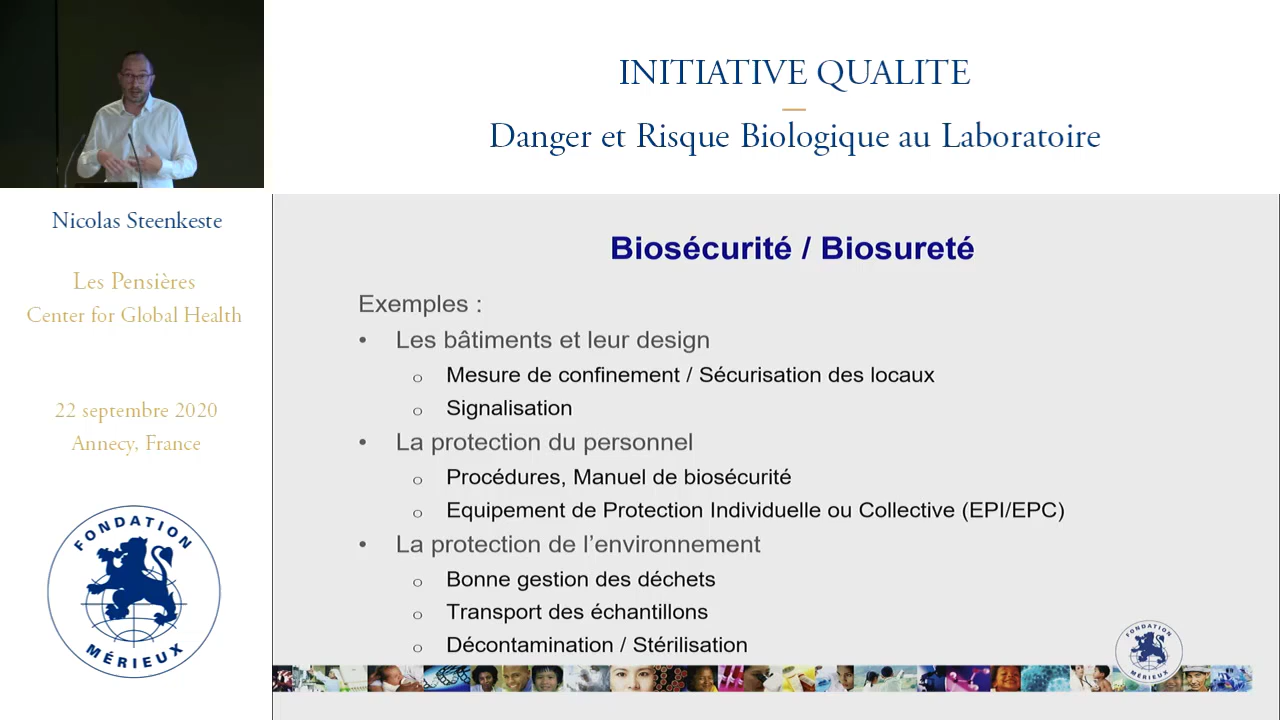 INITIATIVE QUALITE
Danger et Risque Biologique au Laboratoire
Nicolas Steenkeste
Les Pensières
Center for Global Health
22 septembre 2020
Annecy, France
FONDATION
MÉRIEUX
Biosécurité / Biosureté
Exemples :
• Les bâtiments et leur design
o Mesure de confinement / Sécurisation des locaux
o Signalisation
• La protection du personnel
o Procédures, Manuel de biosécurité
o Equipement de Protection Individuelle ou Collective (EPI/EPC)
• La protection de l’environnement
o Bonne gestion des déchets
o Transport des échantillons
o Décontamination / Stérilisation
FONDATION
MÉRIEUX